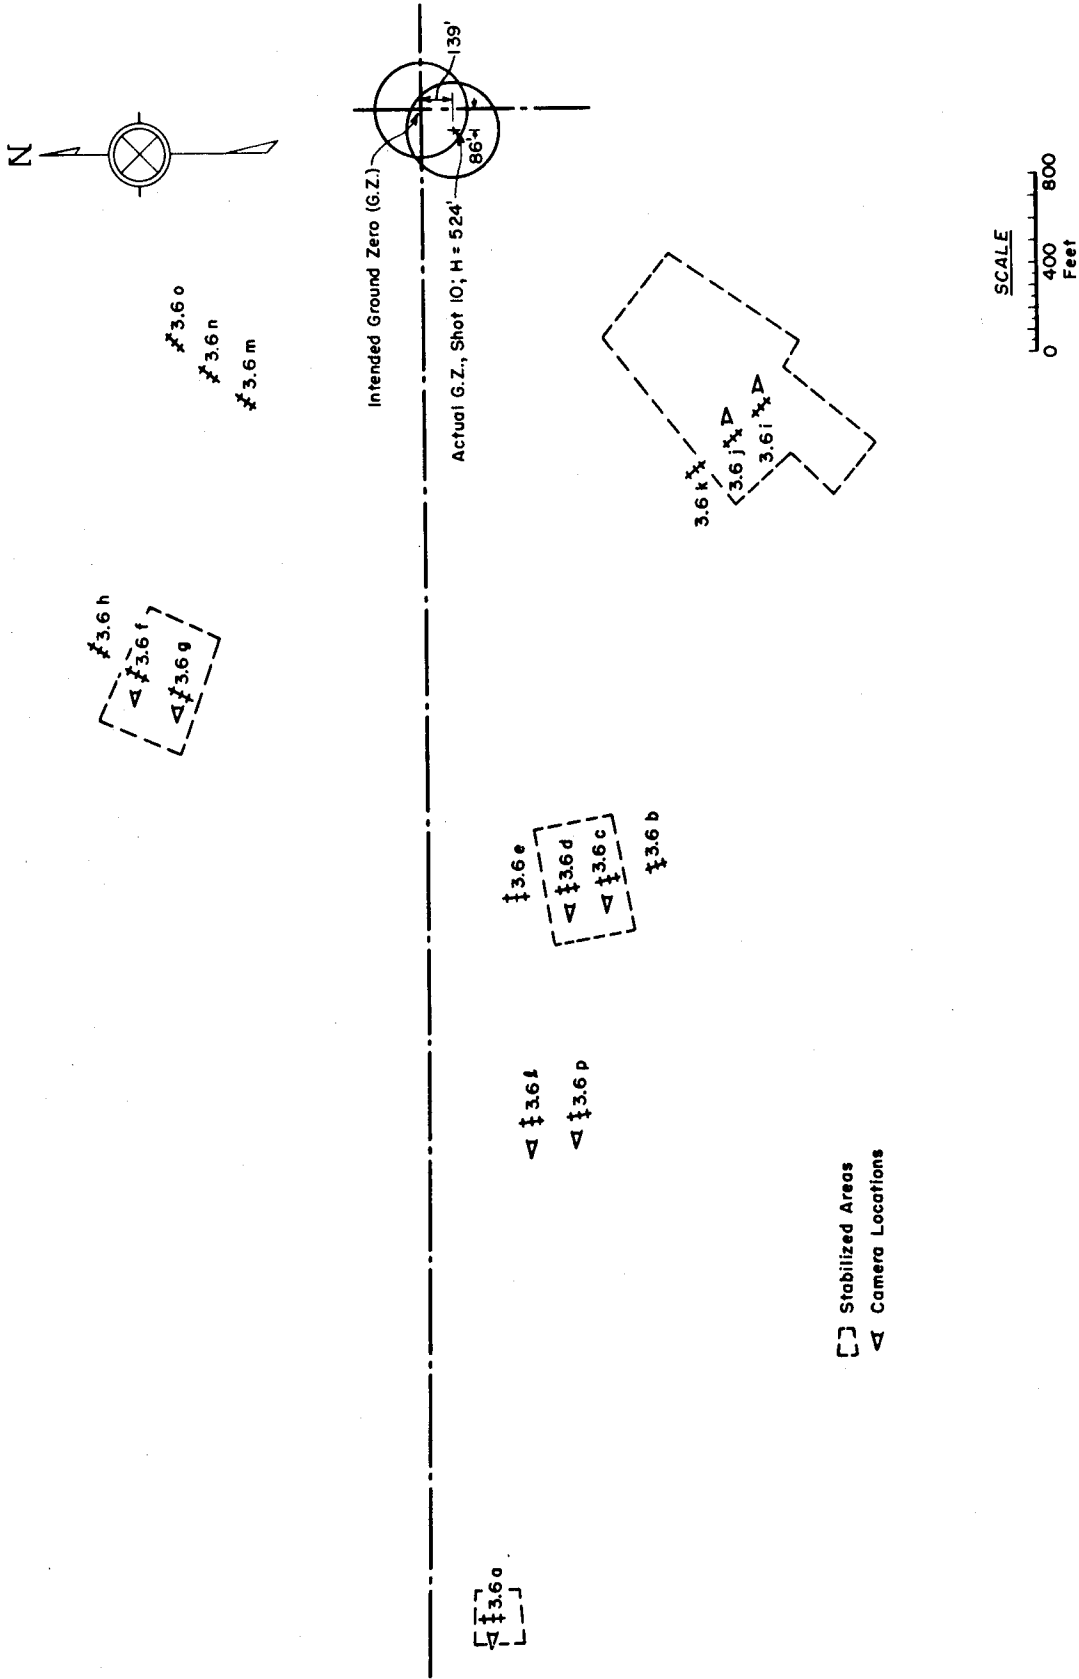 N
Intended Ground Zero (G.Z.)
139'
86'
Actual G.Z., Shot 10; H = 524'
3.6 o
3.6 n
3.6 m
3.6 h
3.6 f
3.6 g
3.6 k
3.6 j
3.6 i
3.6 e
3.6 d
3.6 c
3.6 b
3.6 l
3.6 p
3.6 a
SCALE
0 400 800
Feet
Stabilized Areas
Camera Locations